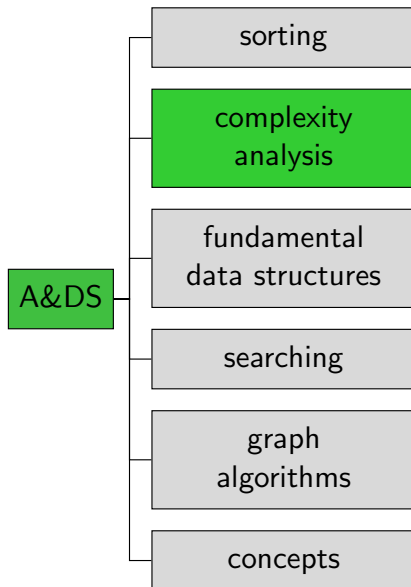 sorting
complexity
analysis
fundamental
data structures
A&DS
searching
graph
algorithms
concepts